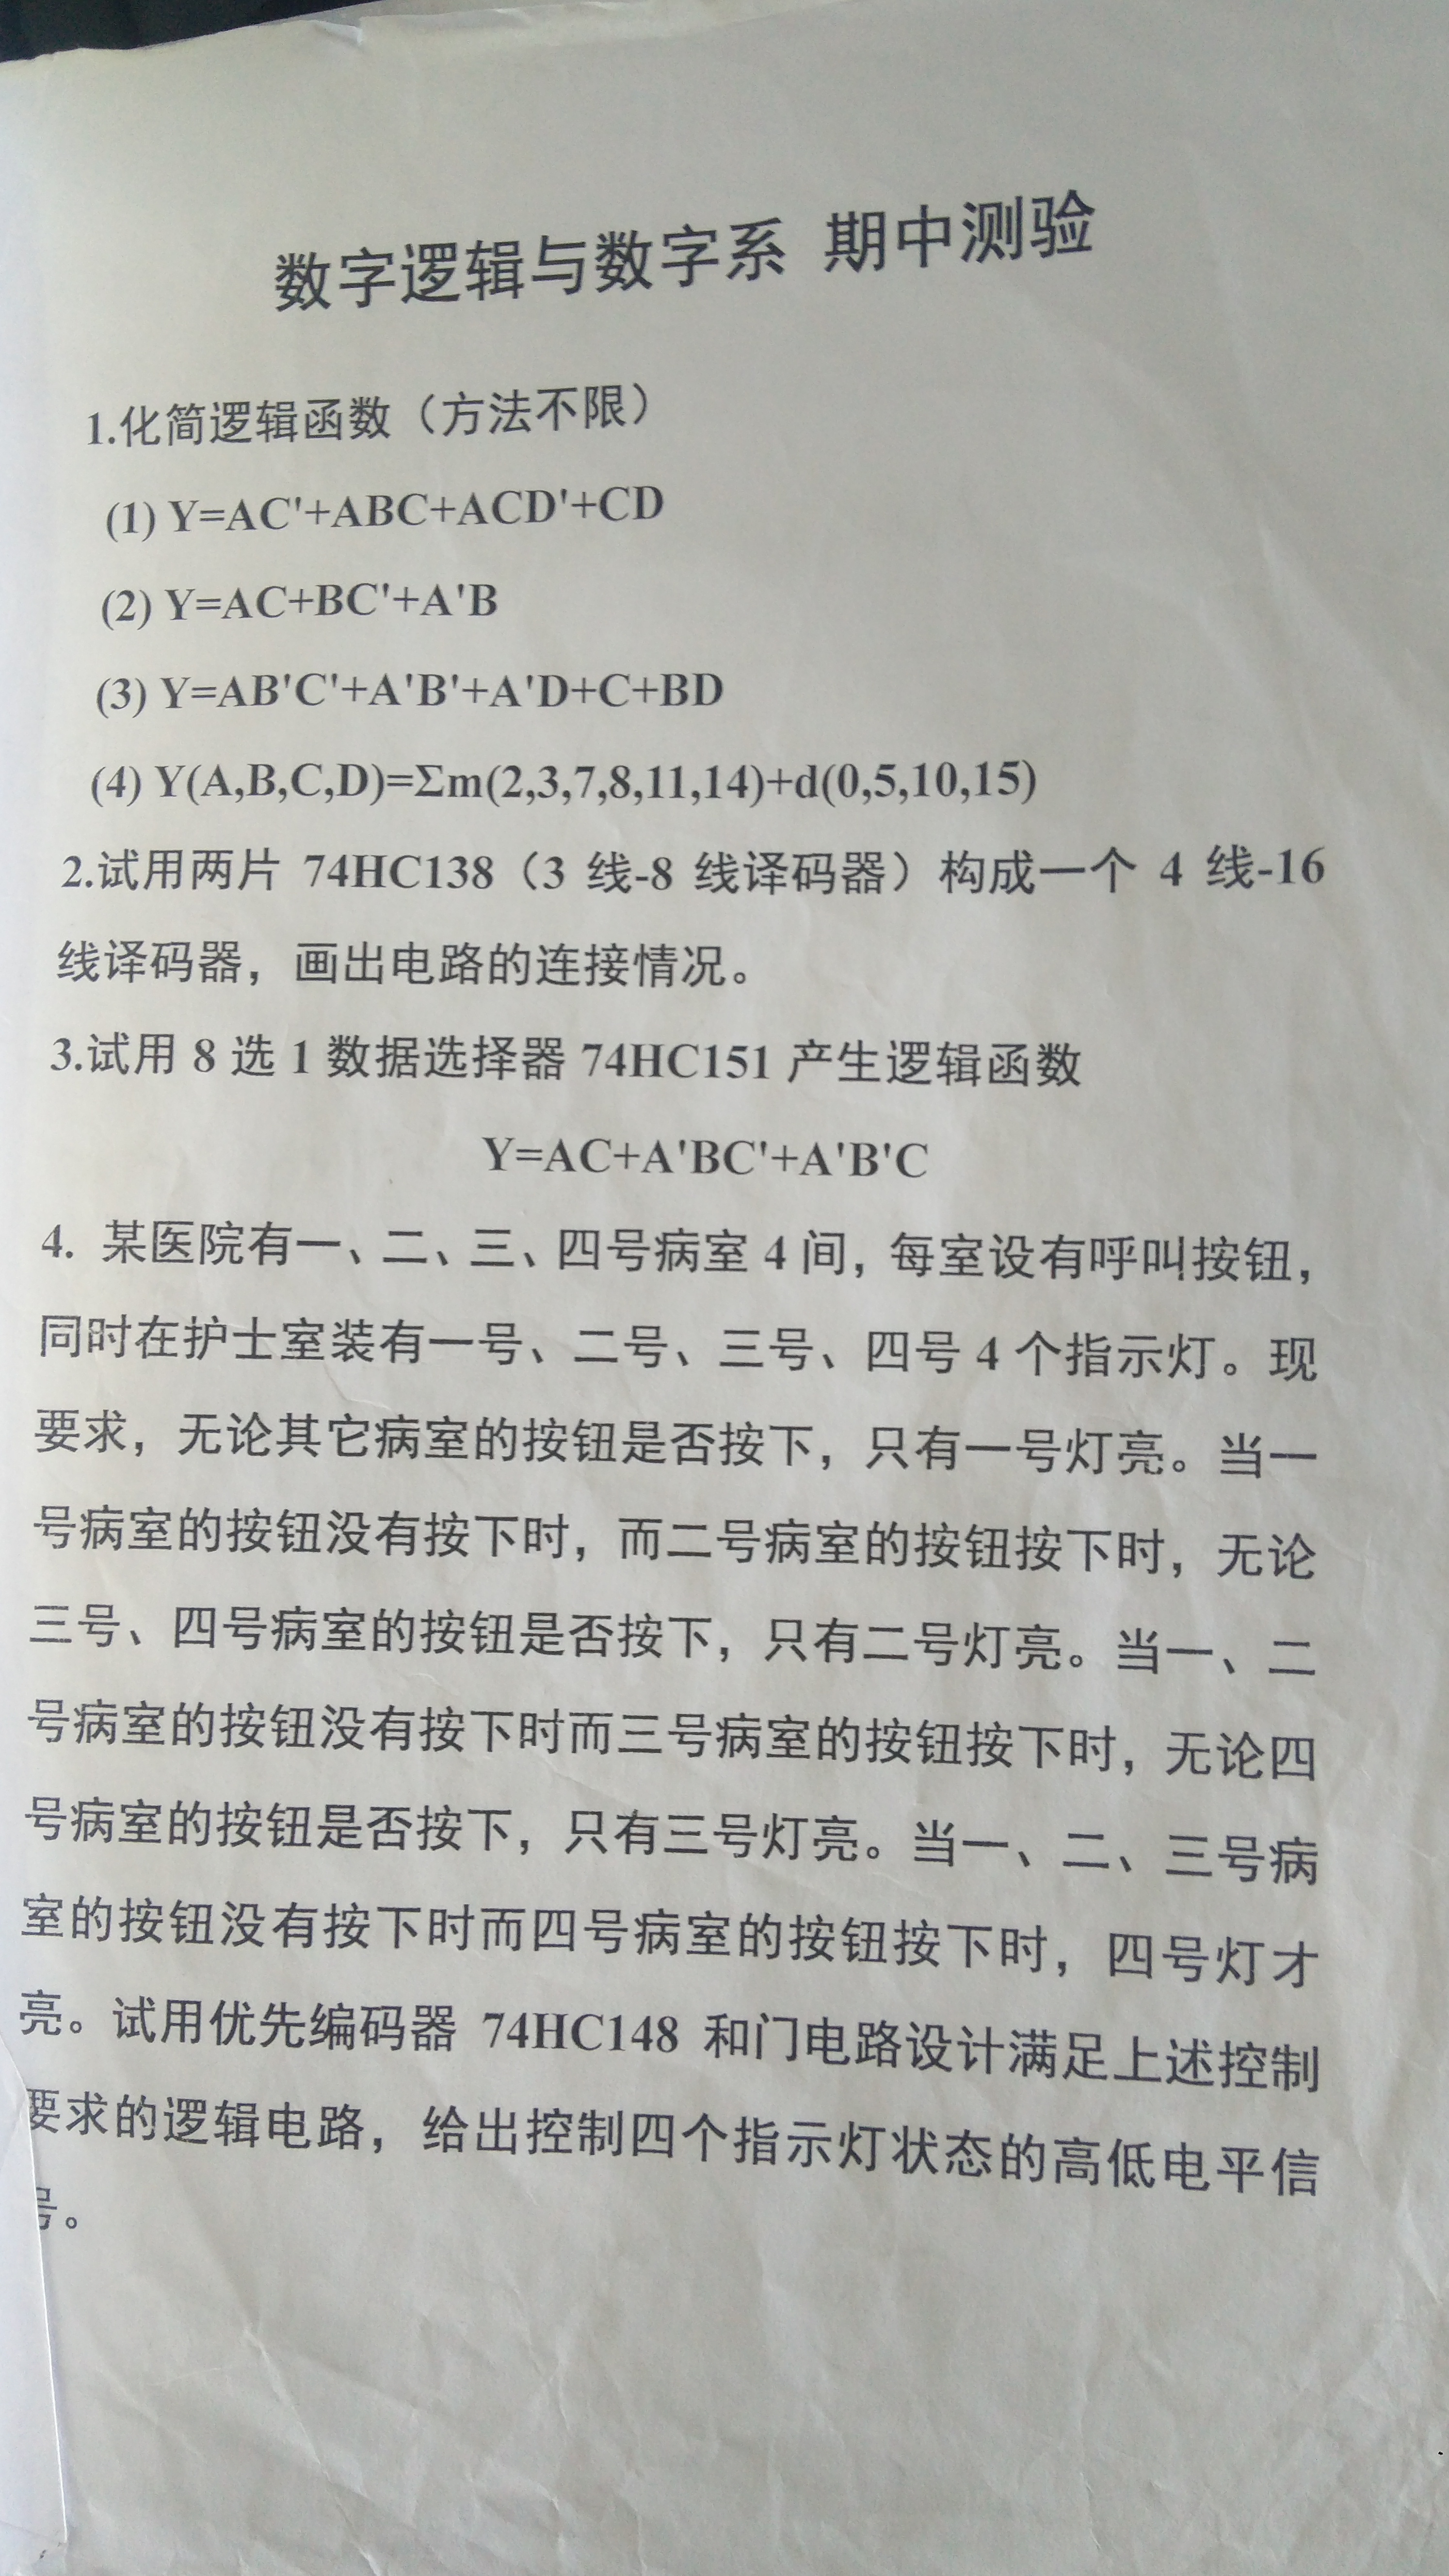 数字逻辑与数字系 期中测验
1.化简逻辑函数（方法不限）
(1) Y=AC'+ABC+ACD'+CD
(2) Y=AC+BC'+A'B
(3) Y=AB'C'+A'B'+A'D+C+BD
(4) Y(A,B,C,D)=Σm(2,3,7,8,11,14)+d(0,5,10,15)
2.试用两片 74HC138（3 线-8 线译码器）构成一个 4 线-16
线译码器，画出电路的连接情况。
3.试用 8 选 1 数据选择器 74HC151 产生逻辑函数
Y=AC+A'BC'+A'B'C
4. 某医院有一、二、三、四号病室 4 间，每室设有呼叫按钮，
同时在护士室装有一号、二号、三号、四号 4 个指示灯。现
要求，无论其它病室的按钮是否按下，只有一号灯亮。当一
号病室的按钮没有按下时，而二号病室的按钮按下时，无论
三号、四号病室的按钮是否按下，只有二号灯亮。当一、二
号病室的按钮没有按下时而三号病室的按钮按下时，无论四
号病室的按钮是否按下，只有三号灯亮。当一、二、三号病
室的按钮没有按下时而四号病室的按钮按下时，四号灯才
亮。试用优先编码器 74HC148 和门电路设计满足上述控制
要求的逻辑电路，给出控制四个指示灯状态的高低电平信
号。